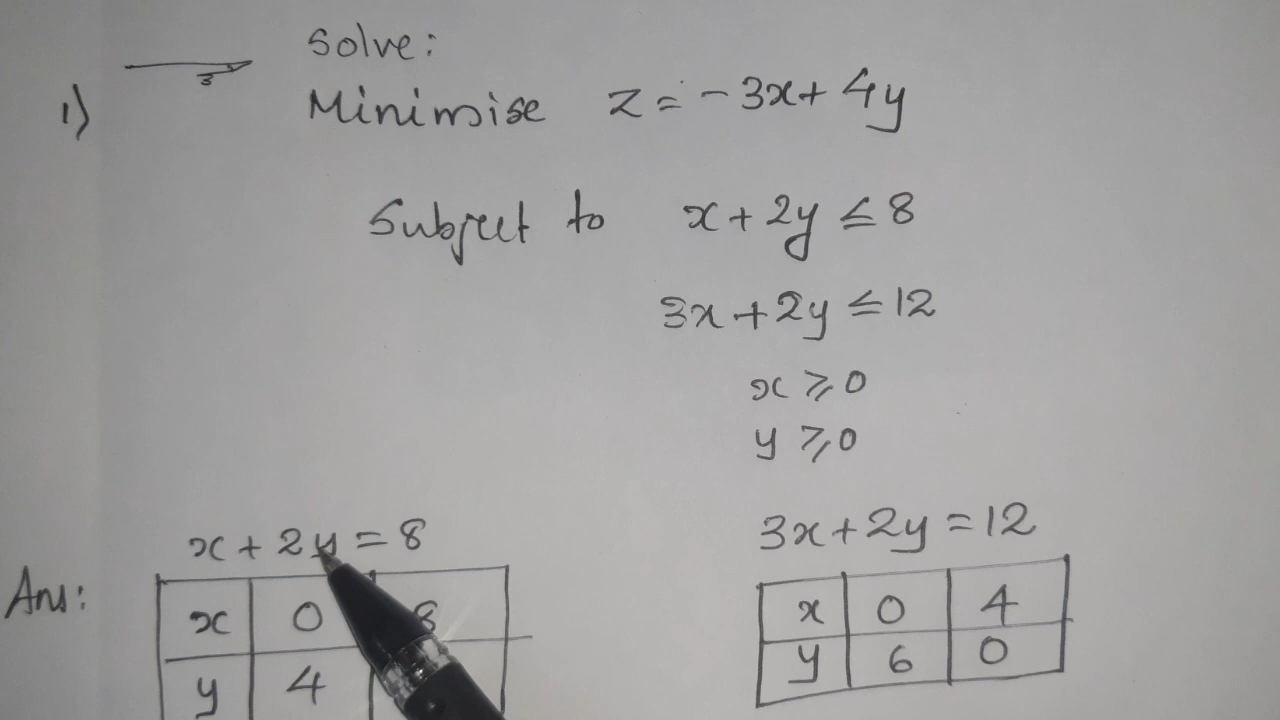 Solve:
1)
Minimise z = -3x + 4y
Subject to x + 2y ≤ 8
3x + 2y ≤ 12
x ≥ 0
y ≥ 0
Ans:
x + 2y = 8
x 0 8
y 4
3x + 2y = 12
x 0 4
y 6 0